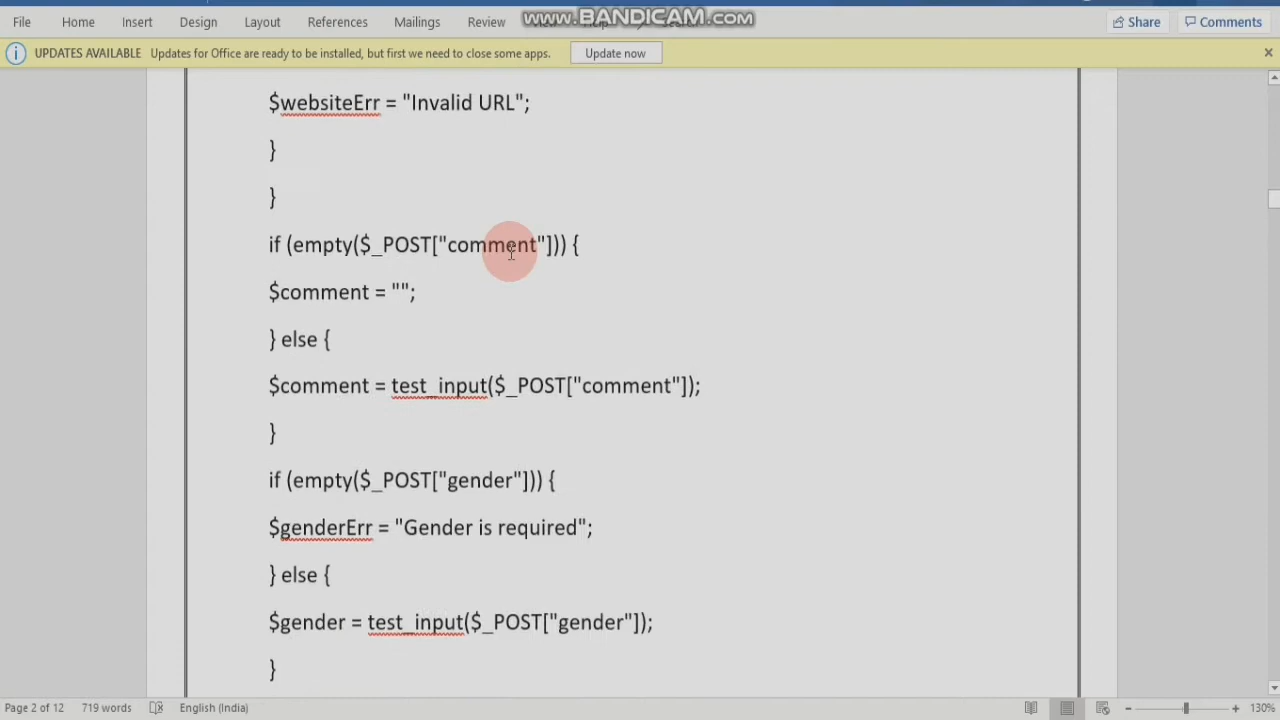 File Home Insert Design Layout References Mailings Review www.BANDICAM.com Share Comments
UPDATES AVAILABLE Updates for Office are ready to be installed, but first we need to close some apps. Update now
$websiteErr = "Invalid URL";
}
}
if (empty($_POST["comment"])) {
$comment = "";
} else {
$comment = test_input($_POST["comment"]);
}
if (empty($_POST["gender"])) {
$genderErr = "Gender is required";
} else {
$gender = test_input($_POST["gender"]);
}
Page 2 of 12 719 words English (India) 130%